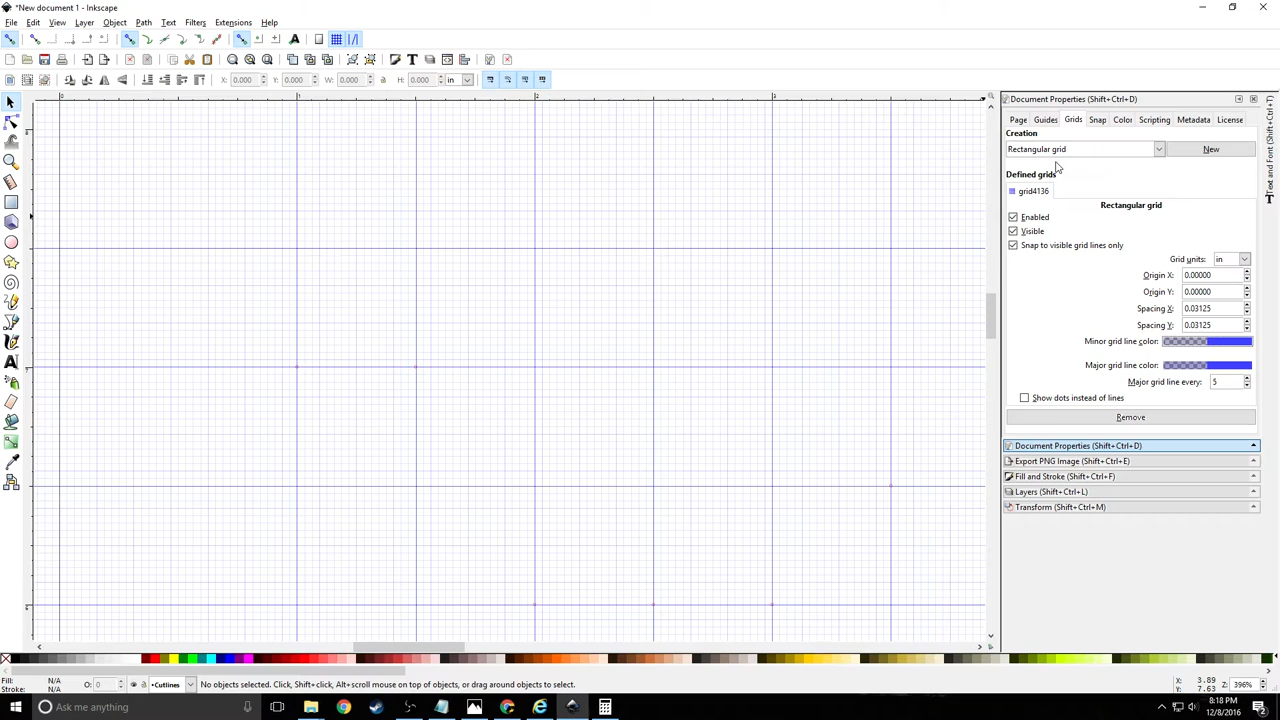 *New document 1 - Inkscape
File Edit View Layer Object Path Text Filters Extensions Help
X: 0.000 Y: 0.000 W: 0.000 H: 0.000 in
Document Properties (Shift+Ctrl+D)
Page Guides Grids Snap Color Scripting Metadata License
Creation
Rectangular grid New
Defined grids
grid4136
Rectangular grid
Enabled
Visible
Snap to visible grid lines only
Grid units: in
Origin X: 0.00000
Origin Y: 0.00000
Spacing X: 0.03125
Spacing Y: 0.03125
Minor grid line color:
Major grid line color:
Major grid line every: 5
Show dots instead of lines
Remove
Document Properties (Shift+Ctrl+D)
Export PNG Image (Shift+Ctrl+E)
Fill and Stroke (Shift+Ctrl+F)
Layers (Shift+Ctrl+L)
Transform (Shift+Ctrl+M)
Text and Font (Shift+Ctrl+T)
Fill: N/A
Stroke: N/A
O: 0
•Cutlines
No objects selected. Click, Shift+click, Alt+scroll mouse on top of objects, or drag around objects to select.
X: 3.89
Y: 7.63
Z: 396%
Ask me anything
8:18 PM
12/8/2016